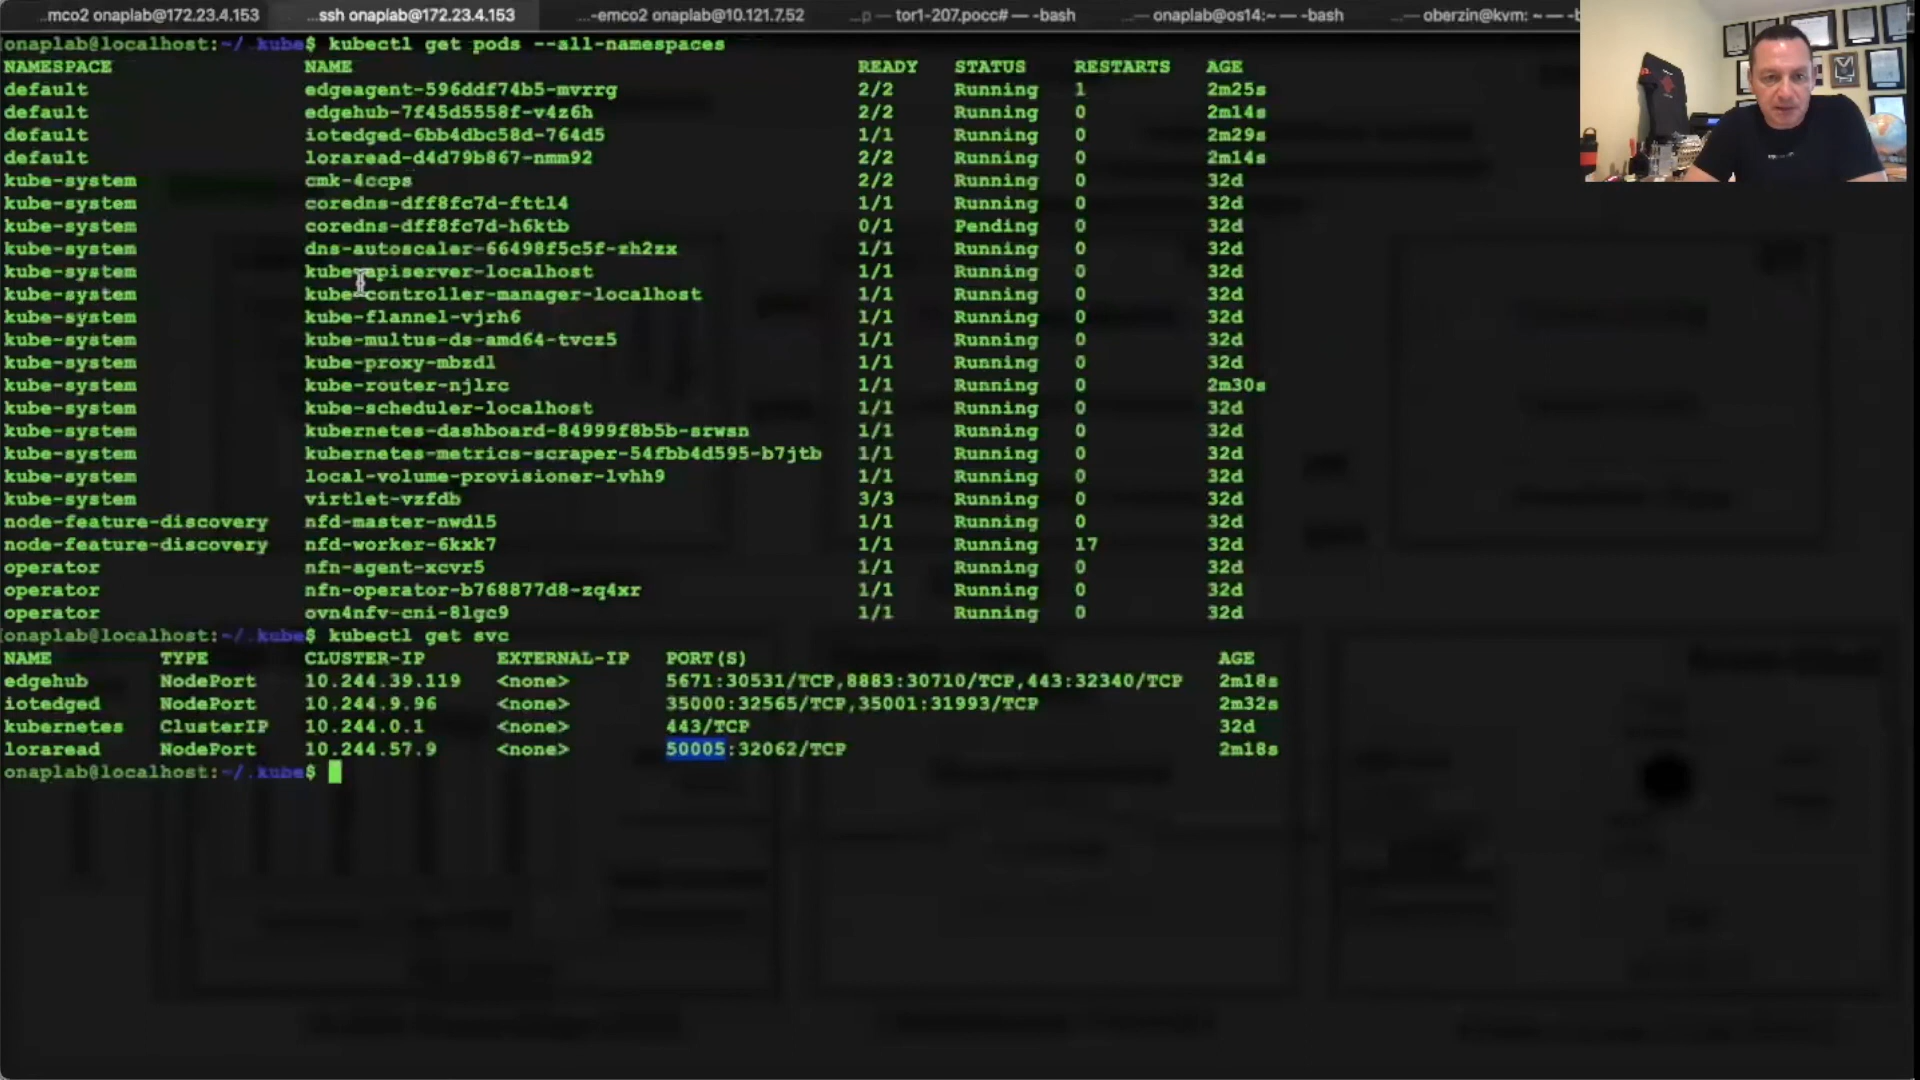 ...mco2 onaplab@172.23.4.153 ...ssh onaplab@172.23.4.153 ...-emco2 onaplab@10.121.7.52 ...p — tor1-207.pocc# — -bash ...— onaplab@os14:~ — -bash ...— oberzin@kvm: ~ — -b
[onaplab@localhost:~/.kube$ kubectl get pods --all-namespaces
NAMESPACE NAME READY STATUS RESTARTS AGE
default edgeagent-596ddf74b5-mvrrg 2/2 Running 1 2m25s
default edgehub-7f45d5558f-v4z6h 2/2 Running 0 2m14s
default iotedged-6bb4dbc58d-764d5 1/1 Running 0 2m29s
default loraread-d4d79b867-nmm92 2/2 Running 0 2m14s
kube-system cmk-4ccps 2/2 Running 0 32d
kube-system coredns-dff8fc7d-fttl4 1/1 Running 0 32d
kube-system coredns-dff8fc7d-h6ktb 0/1 Pending 0 32d
kube-system dns-autoscaler-66498f5c5f-zh2zx 1/1 Running 0 32d
kube-system kube-apiserver-localhost 1/1 Running 0 32d
kube-system kube-controller-manager-localhost 1/1 Running 0 32d
kube-system kube-flannel-vjrh6 1/1 Running 0 32d
kube-system kube-multus-ds-amd64-tvcz5 1/1 Running 0 32d
kube-system kube-proxy-mbzdl 1/1 Running 0 32d
kube-system kube-router-njlrc 1/1 Running 0 2m30s
kube-system kube-scheduler-localhost 1/1 Running 0 32d
kube-system kubernetes-dashboard-84999f8b5b-srwsn 1/1 Running 0 32d
kube-system kubernetes-metrics-scraper-54fbb4d595-b7jtb 1/1 Running 0 32d
kube-system local-volume-provisioner-lvhh9 1/1 Running 0 32d
kube-system virtlet-vzfdb 3/3 Running 0 32d
node-feature-discovery nfd-master-nwdl5 1/1 Running 0 32d
node-feature-discovery nfd-worker-6kxk7 1/1 Running 17 32d
operator nfn-agent-xcvr5 1/1 Running 0 32d
operator nfn-operator-b768877d8-zq4xr 1/1 Running 0 32d
operator ovn4nfv-cni-8lgc9 1/1 Running 0 32d
[onaplab@localhost:~/.kube$ kubectl get svc
NAME TYPE CLUSTER-IP EXTERNAL-IP PORT(S) AGE
edgehub NodePort 10.244.39.119 <none> 5671:30531/TCP,8883:30710/TCP,443:32340/TCP 2m18s
iotedged NodePort 10.244.9.96 <none> 35000:32565/TCP,35001:31993/TCP 2m32s
kubernetes ClusterIP 10.244.0.1 <none> 443/TCP 32d
loraread NodePort 10.244.57.9 <none> 50005:32062/TCP 2m18s
onaplab@localhost:~/.kube$